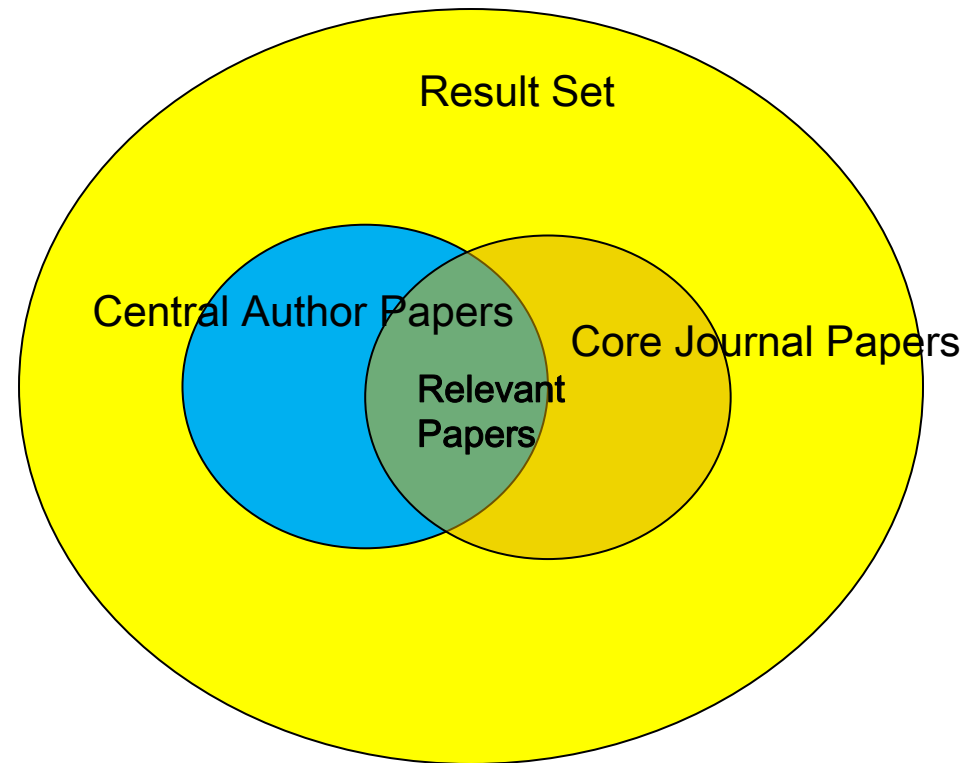 Result Set
Central Author Papers
Core Journal Papers
Relevant
Papers